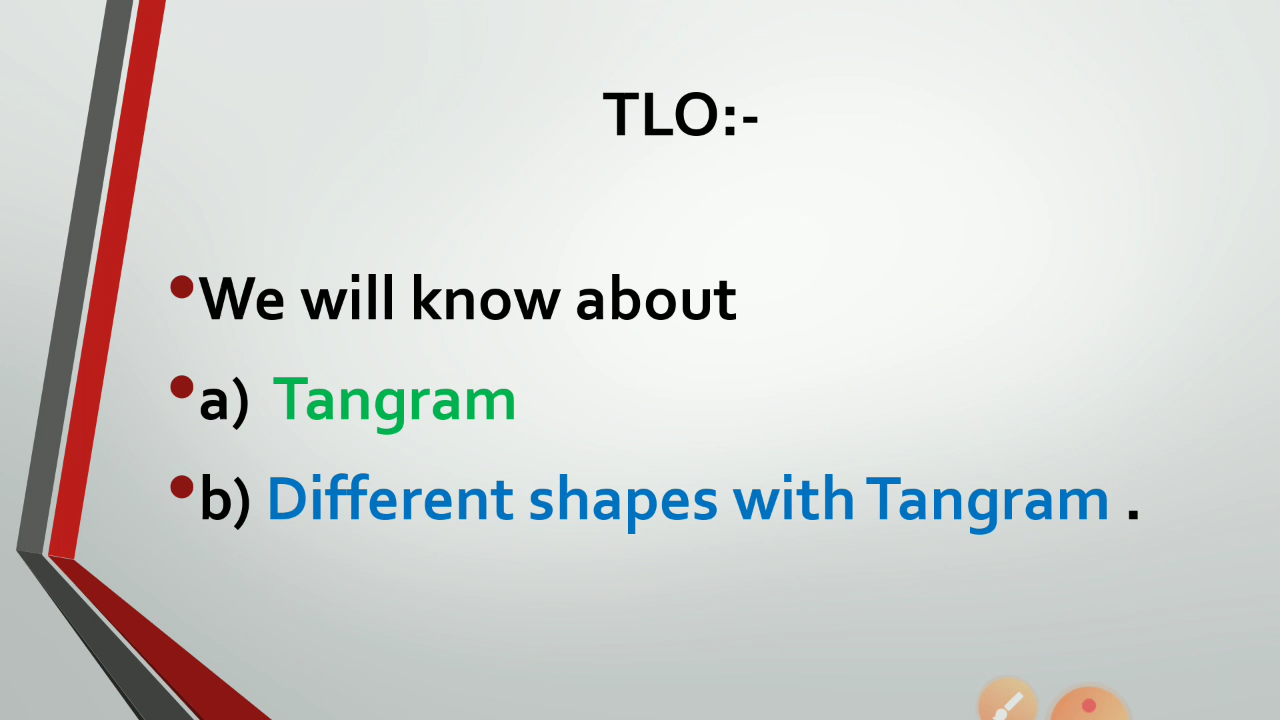 TLO:-
•We will know about
•a) Tangram
•b) Different shapes with Tangram .